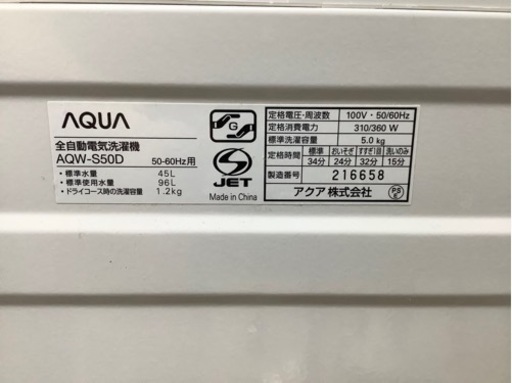 AQUA
全自動電気洗濯機
AQW-S50D 50-60Hz用
・標準水量 45L
・標準使用水量 96L
・ドライコース時の洗濯容量 1.2kg
G
S
JET
Made in China
定格電圧・周波数 100V・50/60Hz
定格消費電力 310/360 W
標準洗濯容量 5.0 kg
定格時間 標準 おいそぎ すすぎ1回 洗いのみ
34分 24分 32分 15分
製造番号 216658
アクア株式会社 PS E